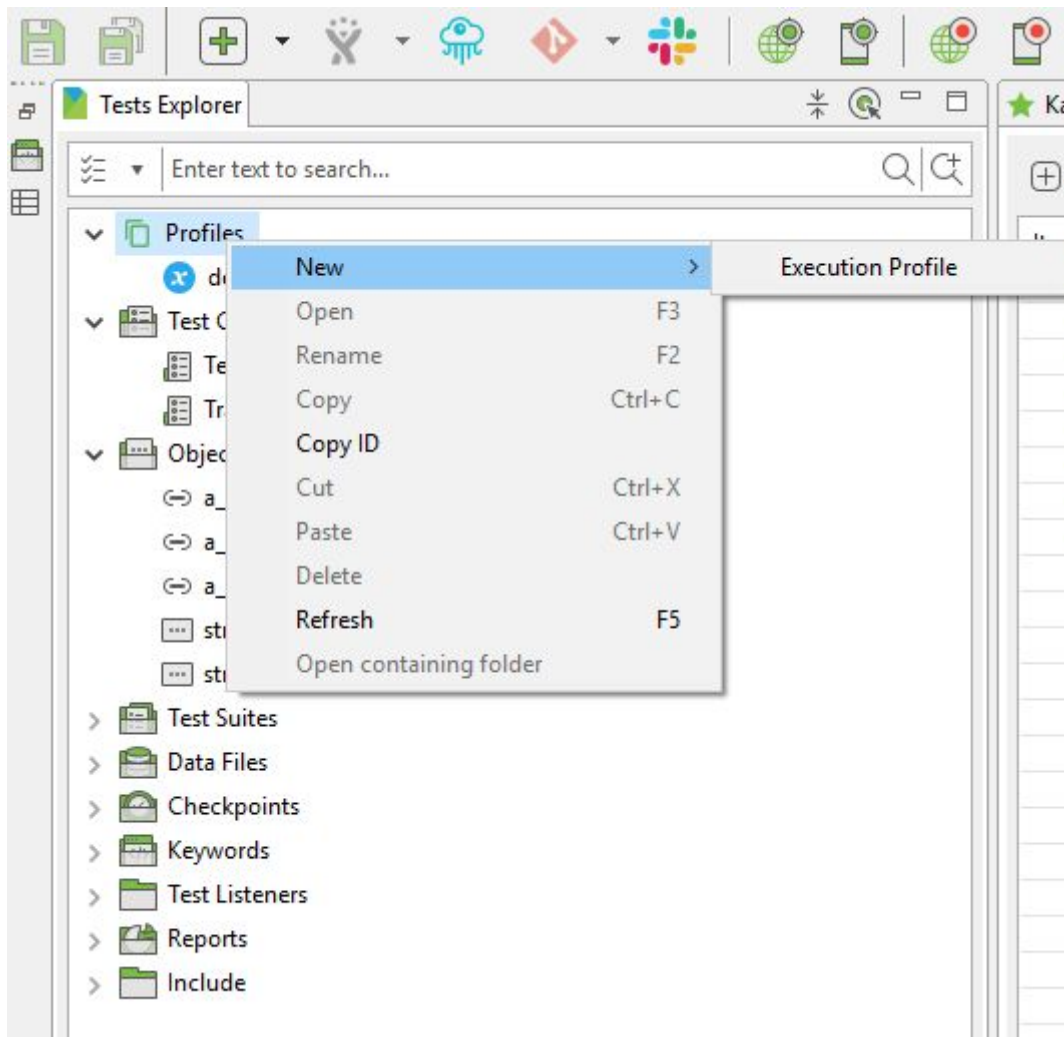 Tests Explorer
Enter text to search...
Profiles
New
Execution Profile
Open F3
Rename F2
Copy Ctrl+C
Copy ID
Cut Ctrl+X
Paste Ctrl+V
Delete
Refresh F5
Open containing folder
Test Suites
Data Files
Checkpoints
Keywords
Test Listeners
Reports
Include